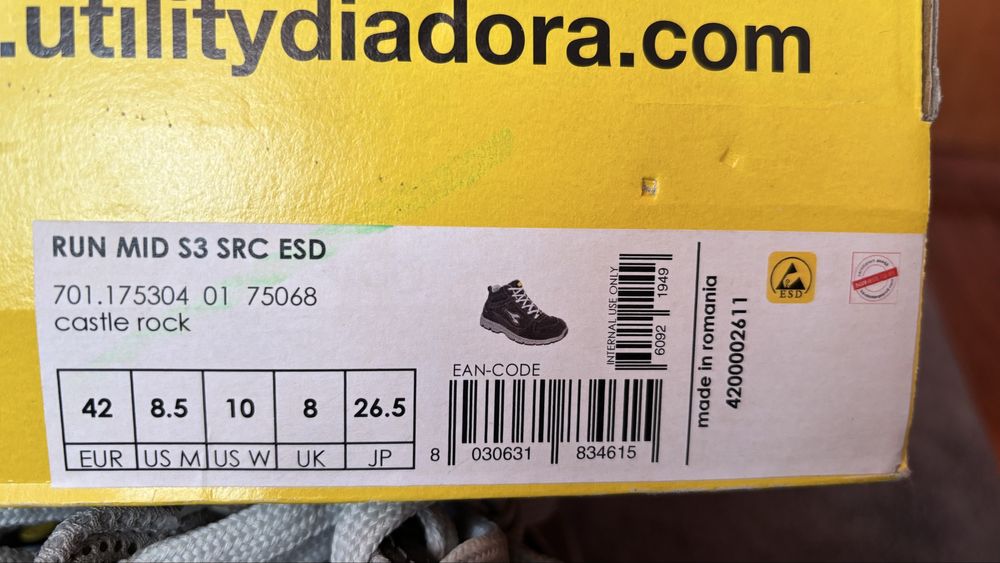 .utilitydiadora.com
RUN MID S3 SRC ESD
701.175304 01 75068
castle rock
42 8.5 10 8 26.5
EUR US M US W UK JP
EAN-CODE
8 030631 834615
INTERNAL USE ONLY
6092 1949
made in romania
4200002611
ESD